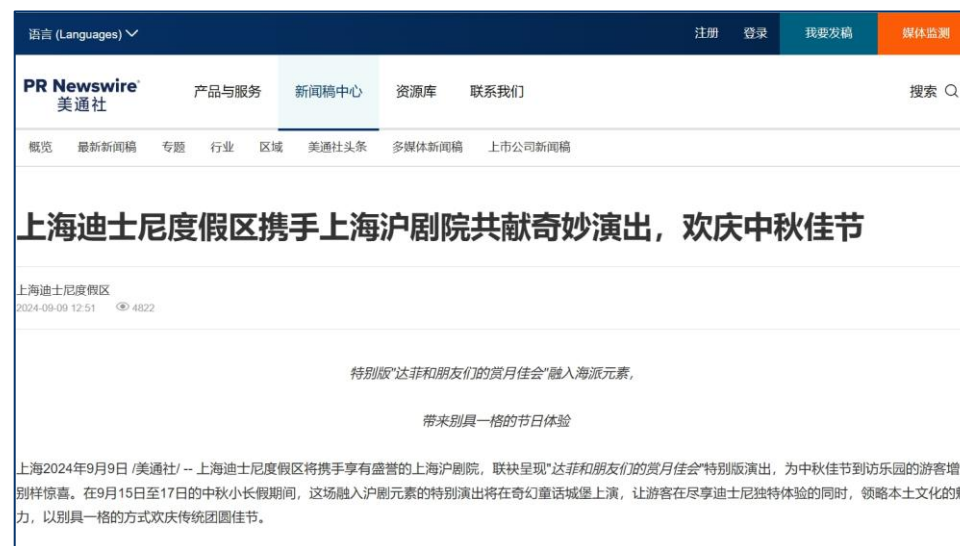 语言 (Languages)
注册 登录 我要发稿 媒体监测
PR Newswire
美通社
产品与服务 新闻稿中心 资源库 联系我们 搜索
概览 最新新闻稿 专题 行业 区域 美通社头条 多媒体新闻稿 上市公司新闻稿
上海迪士尼度假区携手上海沪剧院共献奇妙演出，欢庆中秋佳节
上海迪士尼度假区
2024-09-09 12:51 4822
特别版"达菲和朋友们的赏月佳会"融入海派元素，
带来别具一格的节日体验
上海2024年9月9日 /美通社/ -- 上海迪士尼度假区将携手享有盛誉的上海沪剧院，联袂呈现"达菲和朋友们的赏月佳会"特别版演出，为中秋佳节到访乐园的游客增
别样惊喜。在9月15日至17日的中秋小长假期间，这场融入沪剧元素的特别演出将在奇幻童话城堡上演，让游客在尽享迪士尼独特体验的同时，领略本土文化的
力，以别具一格的方式欢庆传统团圆佳节。